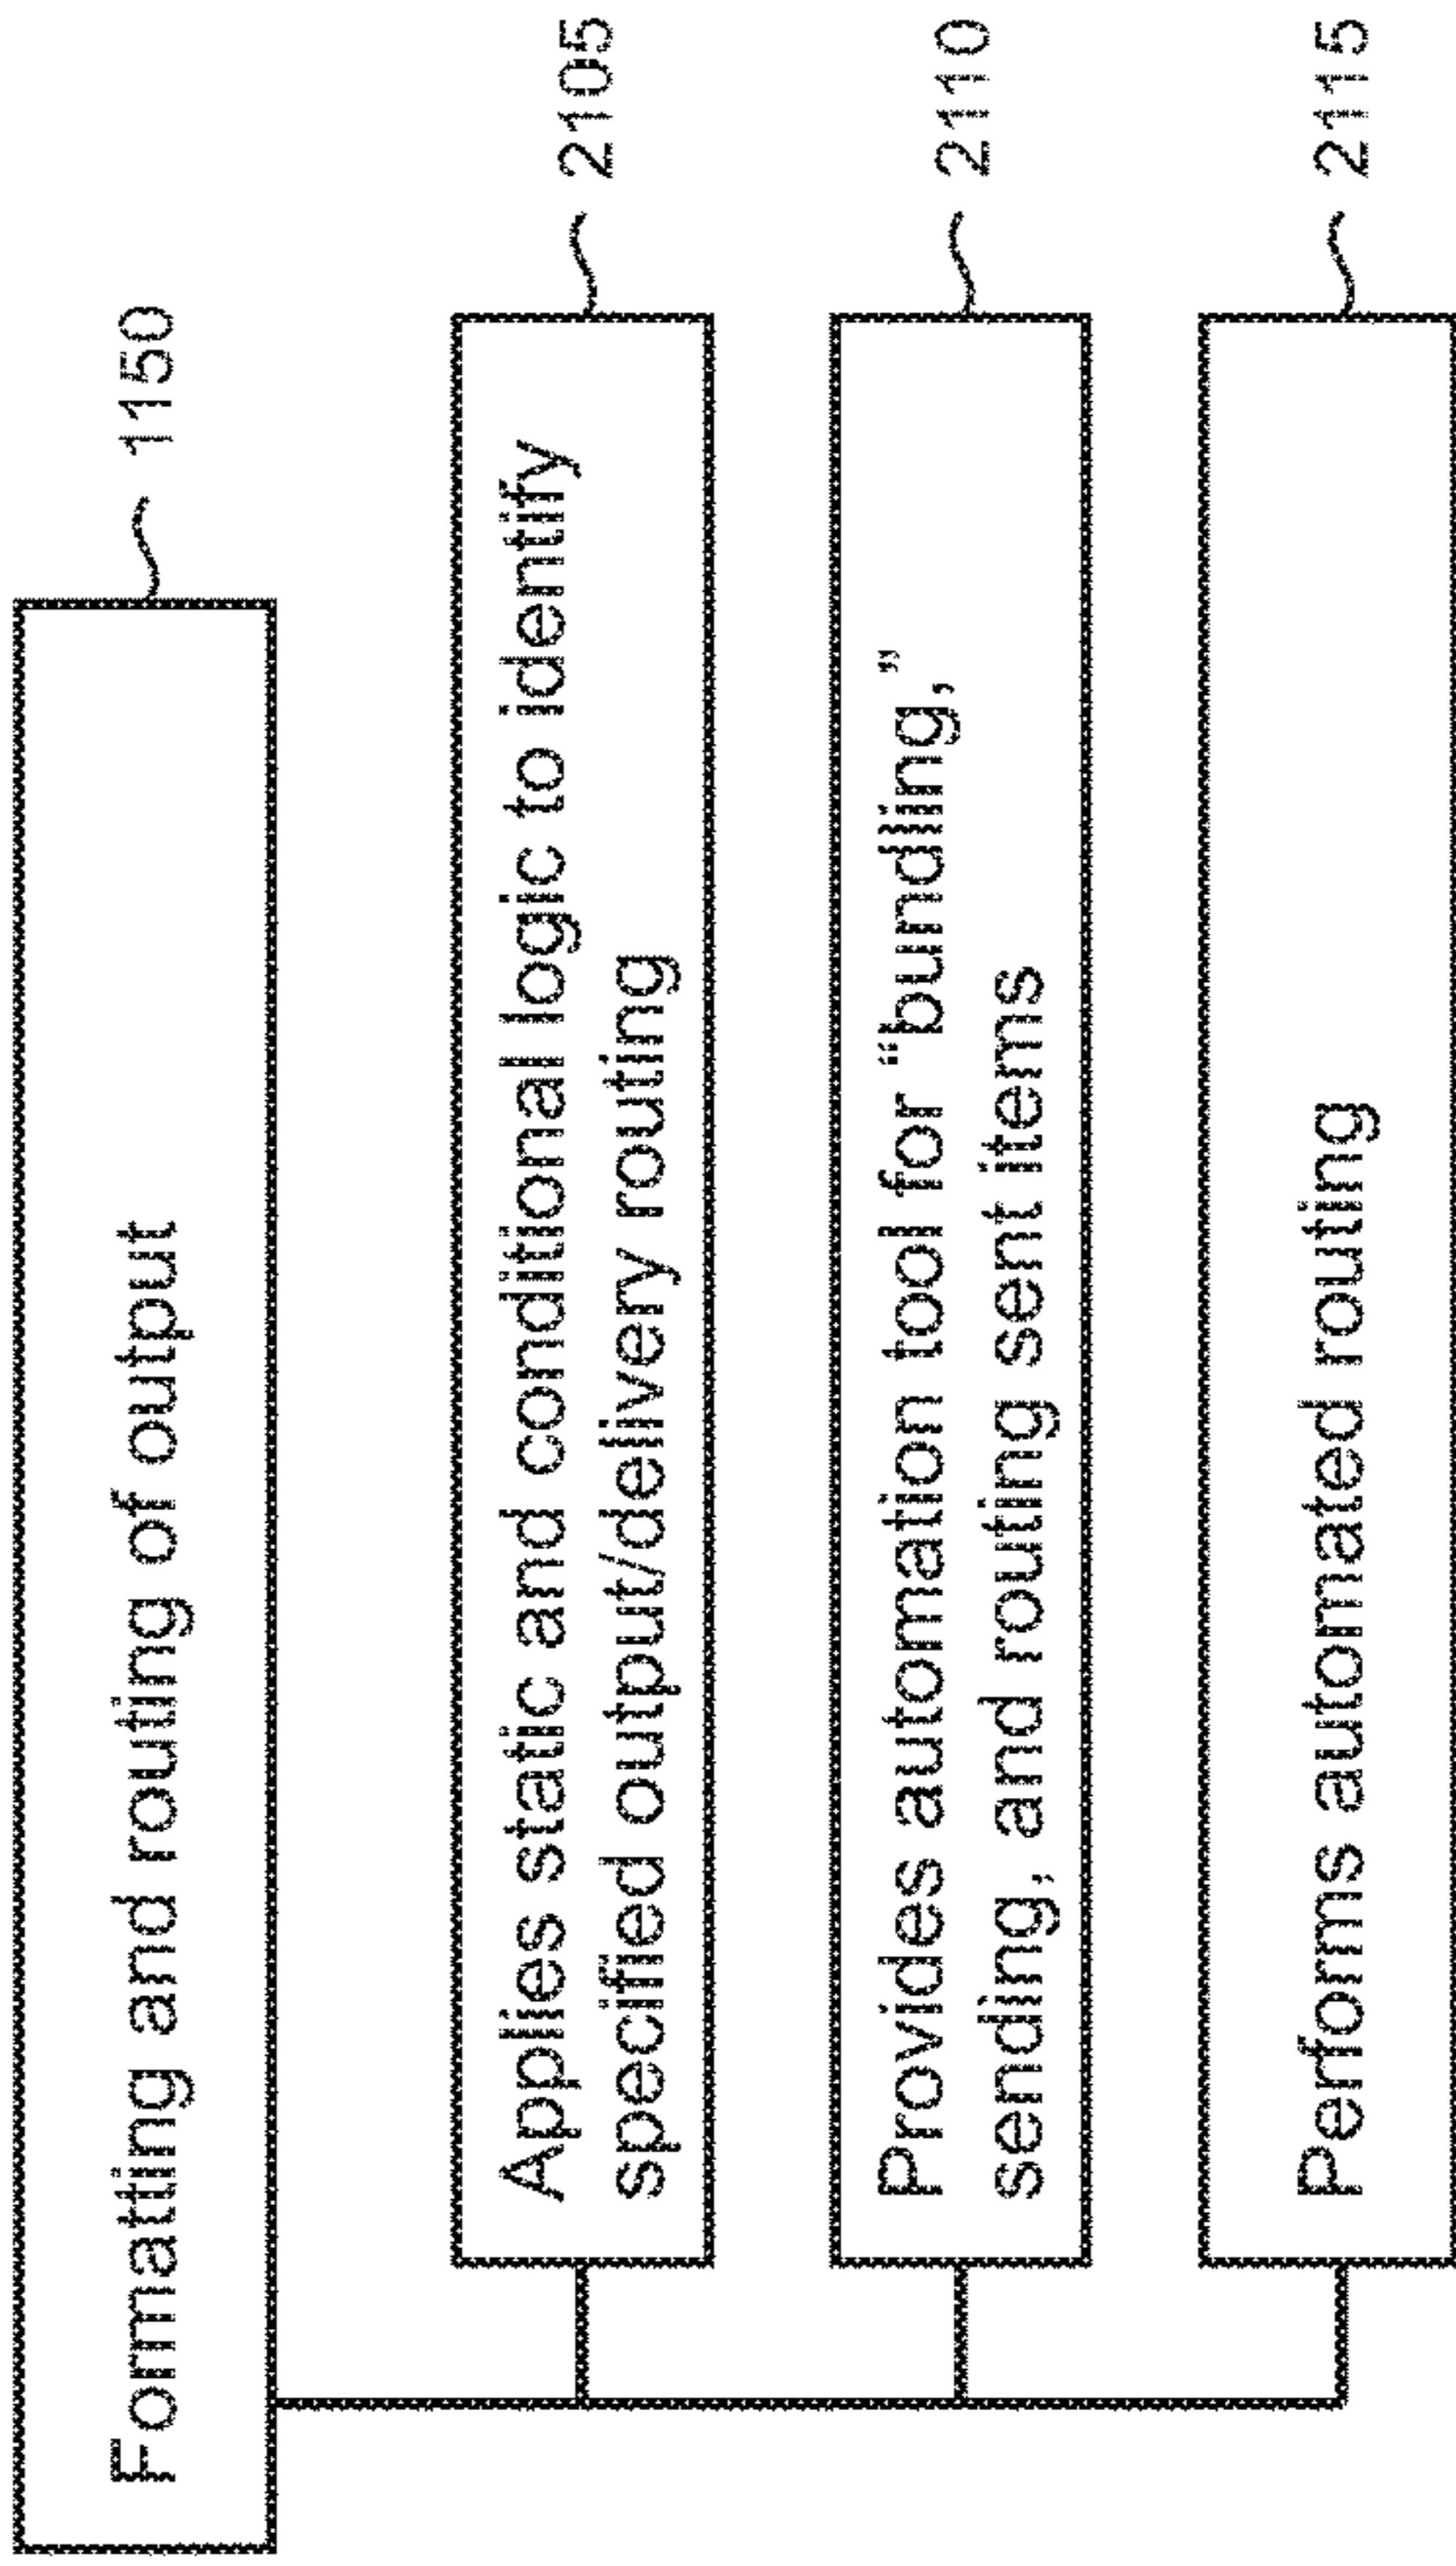 Formatting and routing of output
1150
Applies static and conditional logic to identify
specified output/delivery routing
2105
Provides automation tool for “bundling,”
sending, and routing sent items
2110
Performs automated routing
2115